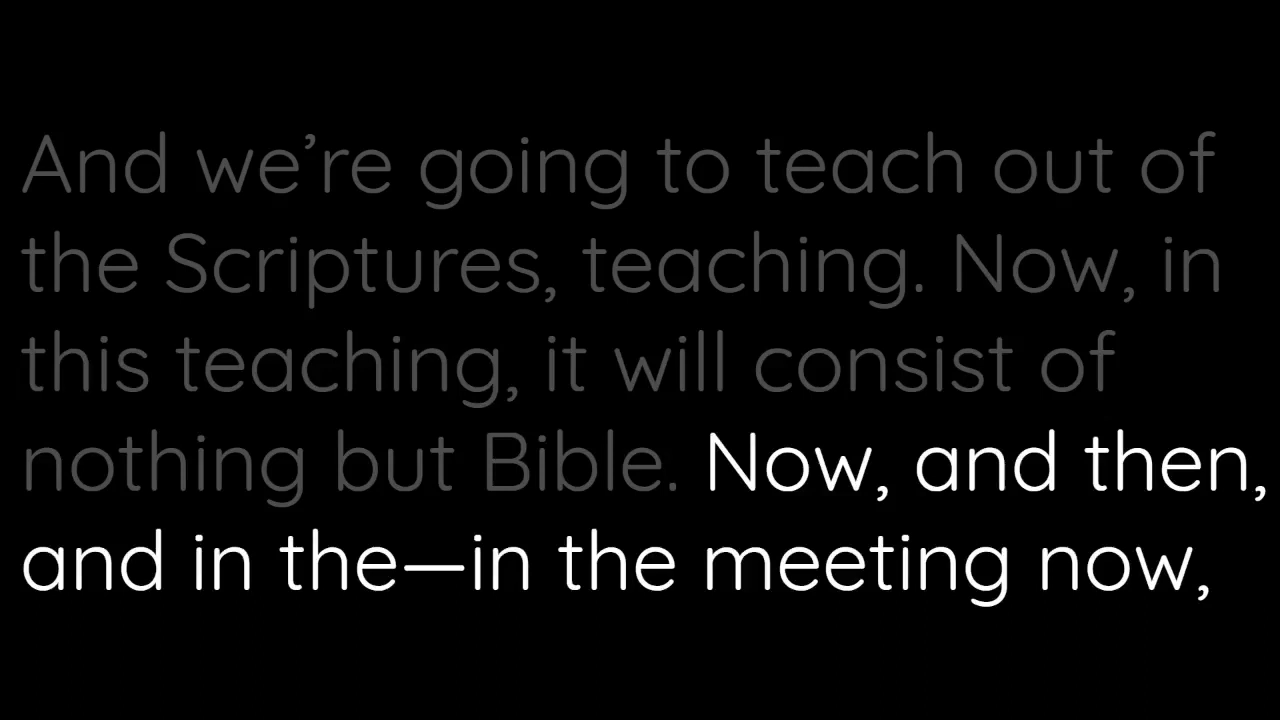 And we’re going to teach out of
the Scriptures, teaching. Now, in
this teaching, it will consist of
nothing but Bible. Now, and then,
and in the—in the meeting now,